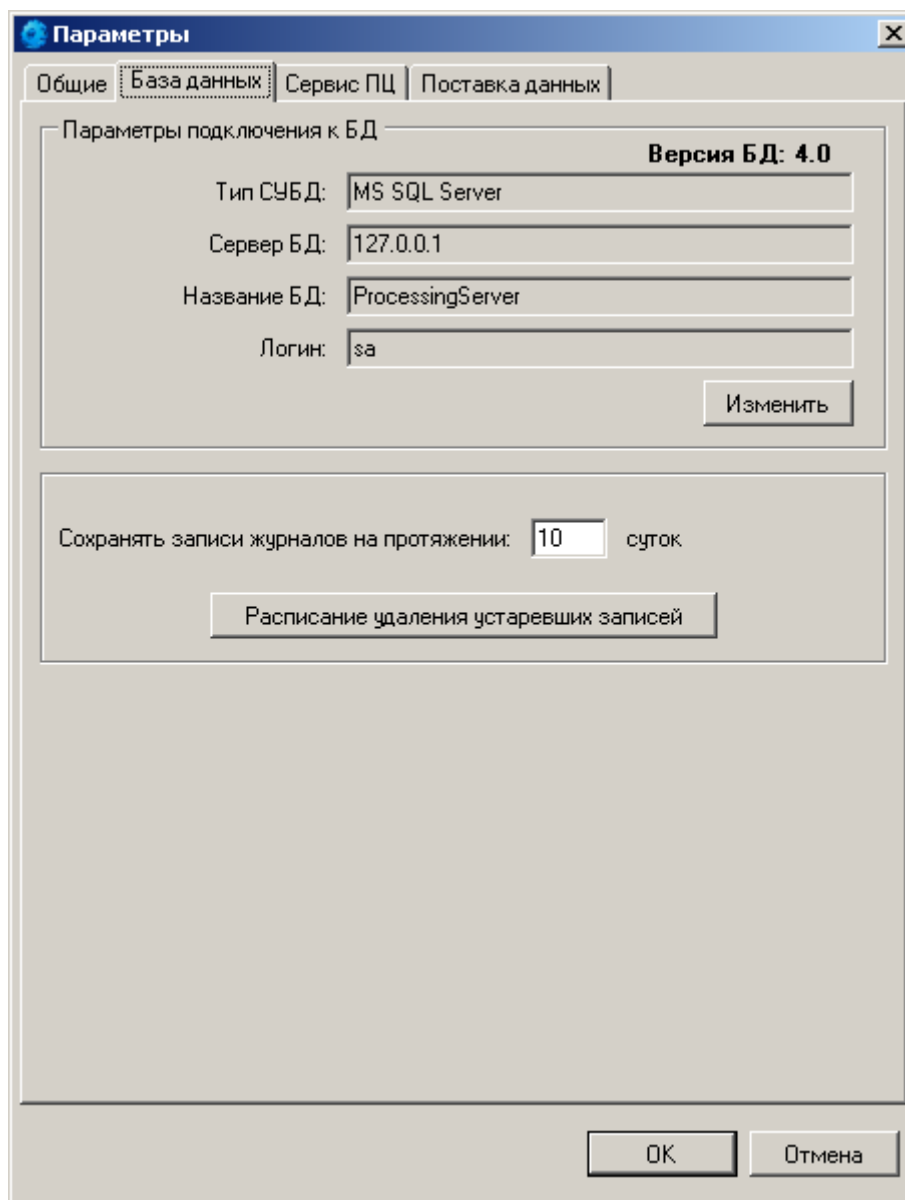 Параметры
Общие База данных Сервис ПЦ Поставка данных
Параметры подключения к БД
Версия БД: 4.0
Тип СУБД: MS SQL Server
Сервер БД: 127.0.0.1
Название БД: ProcessingServer
Логин: sa
Изменить
Сохранять записи журналов на протяжении: 10 суток
Расписание удаления устаревших записей
OK Отмена